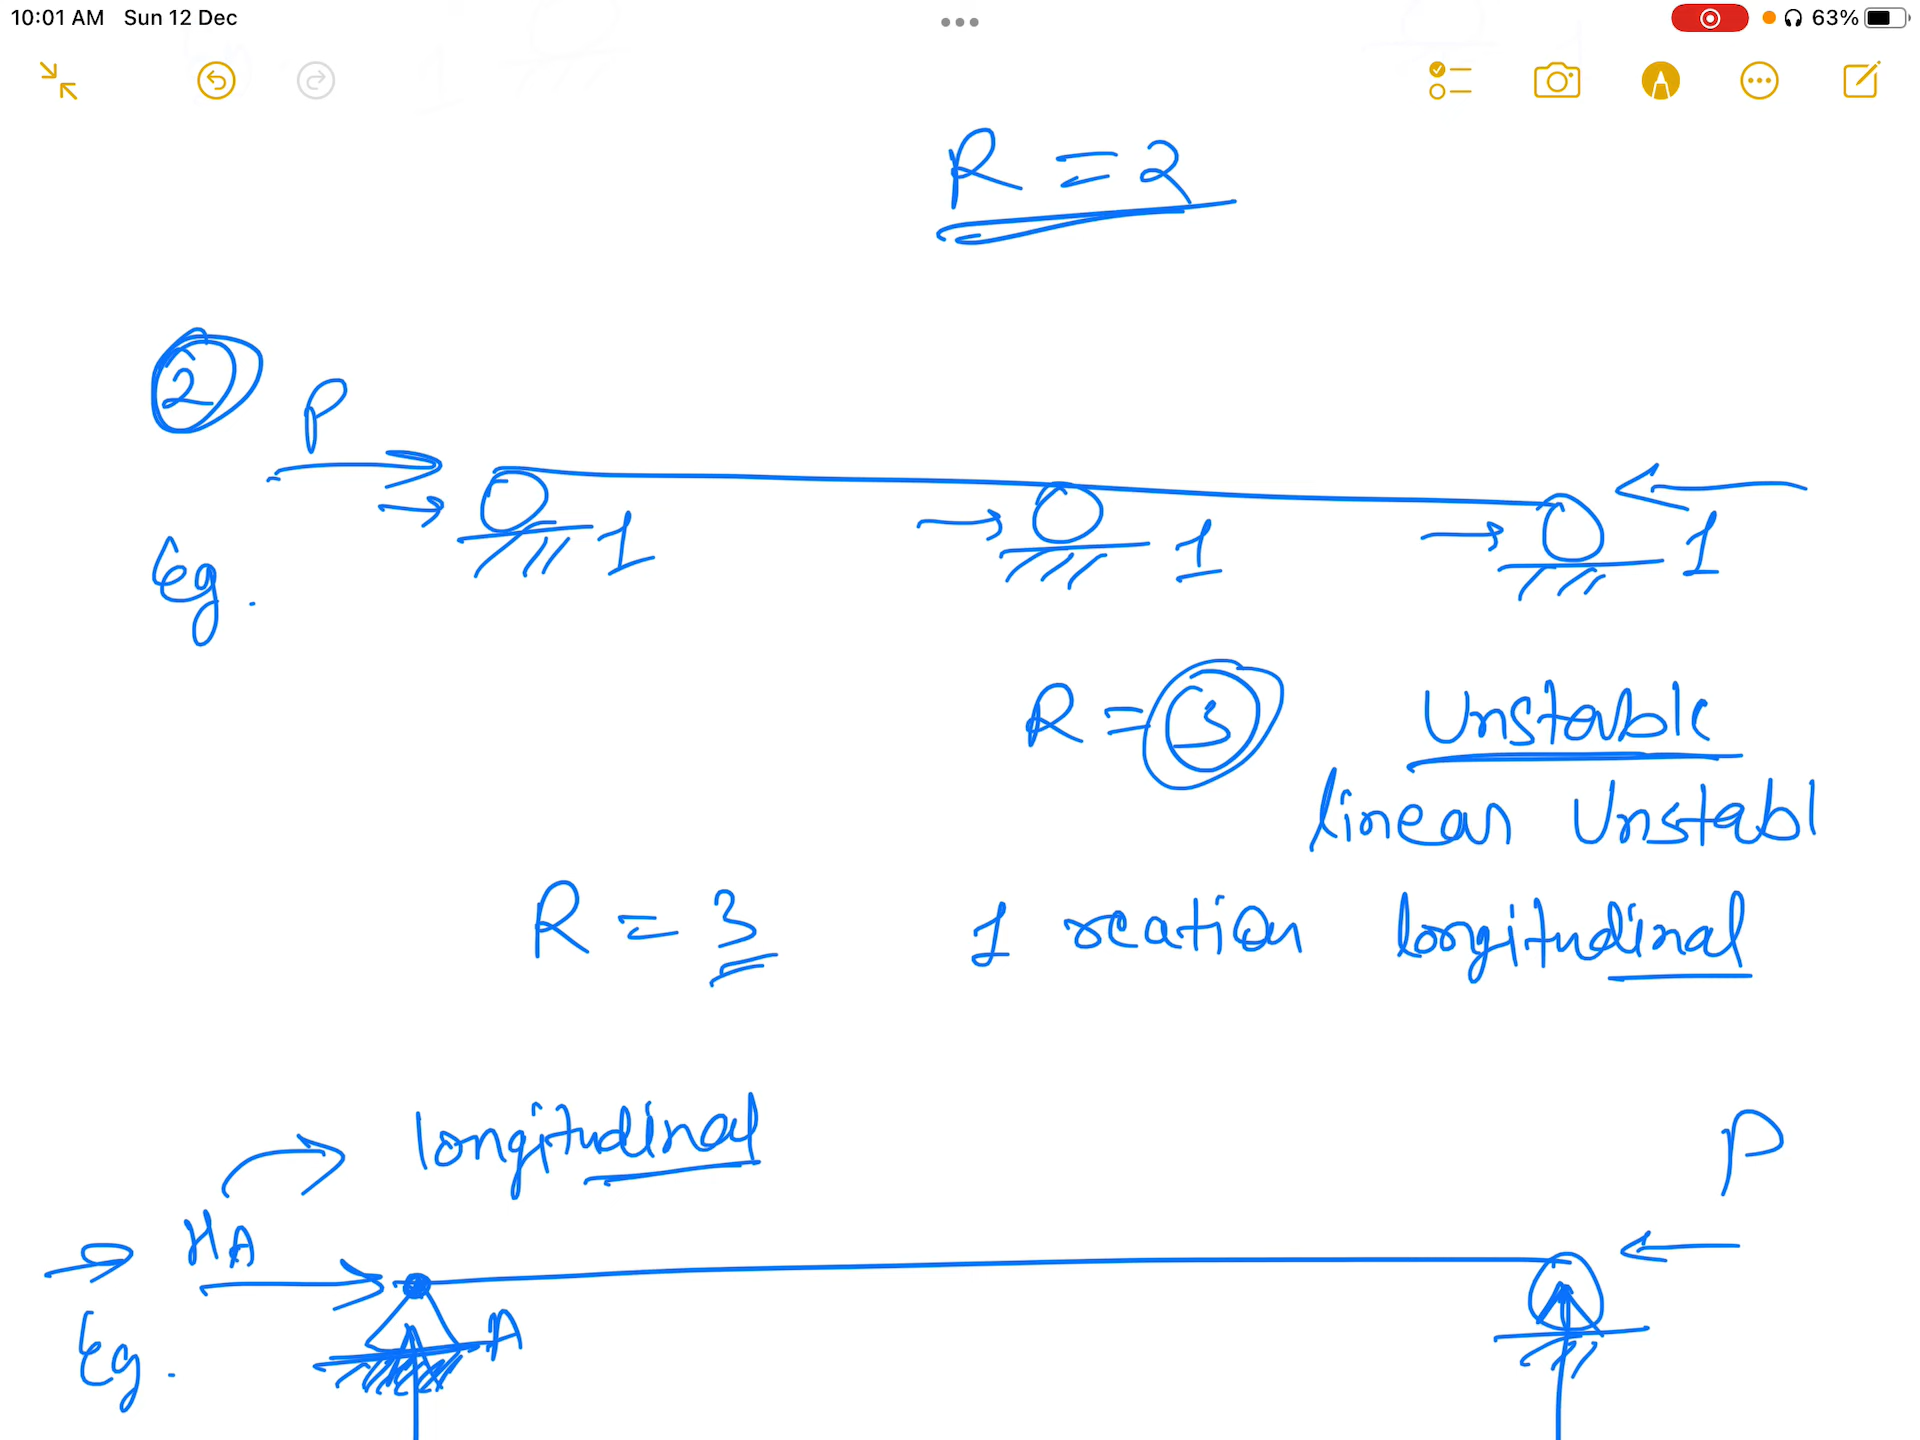 10:01 AM Sun 12 Dec 63%
R = 2
2
P
Eg.
1 1 1
R = 3 Unstable
linear Unstabl
R = 3 1 reation longitudinal
longitudinal
P
HA
A
Eg.